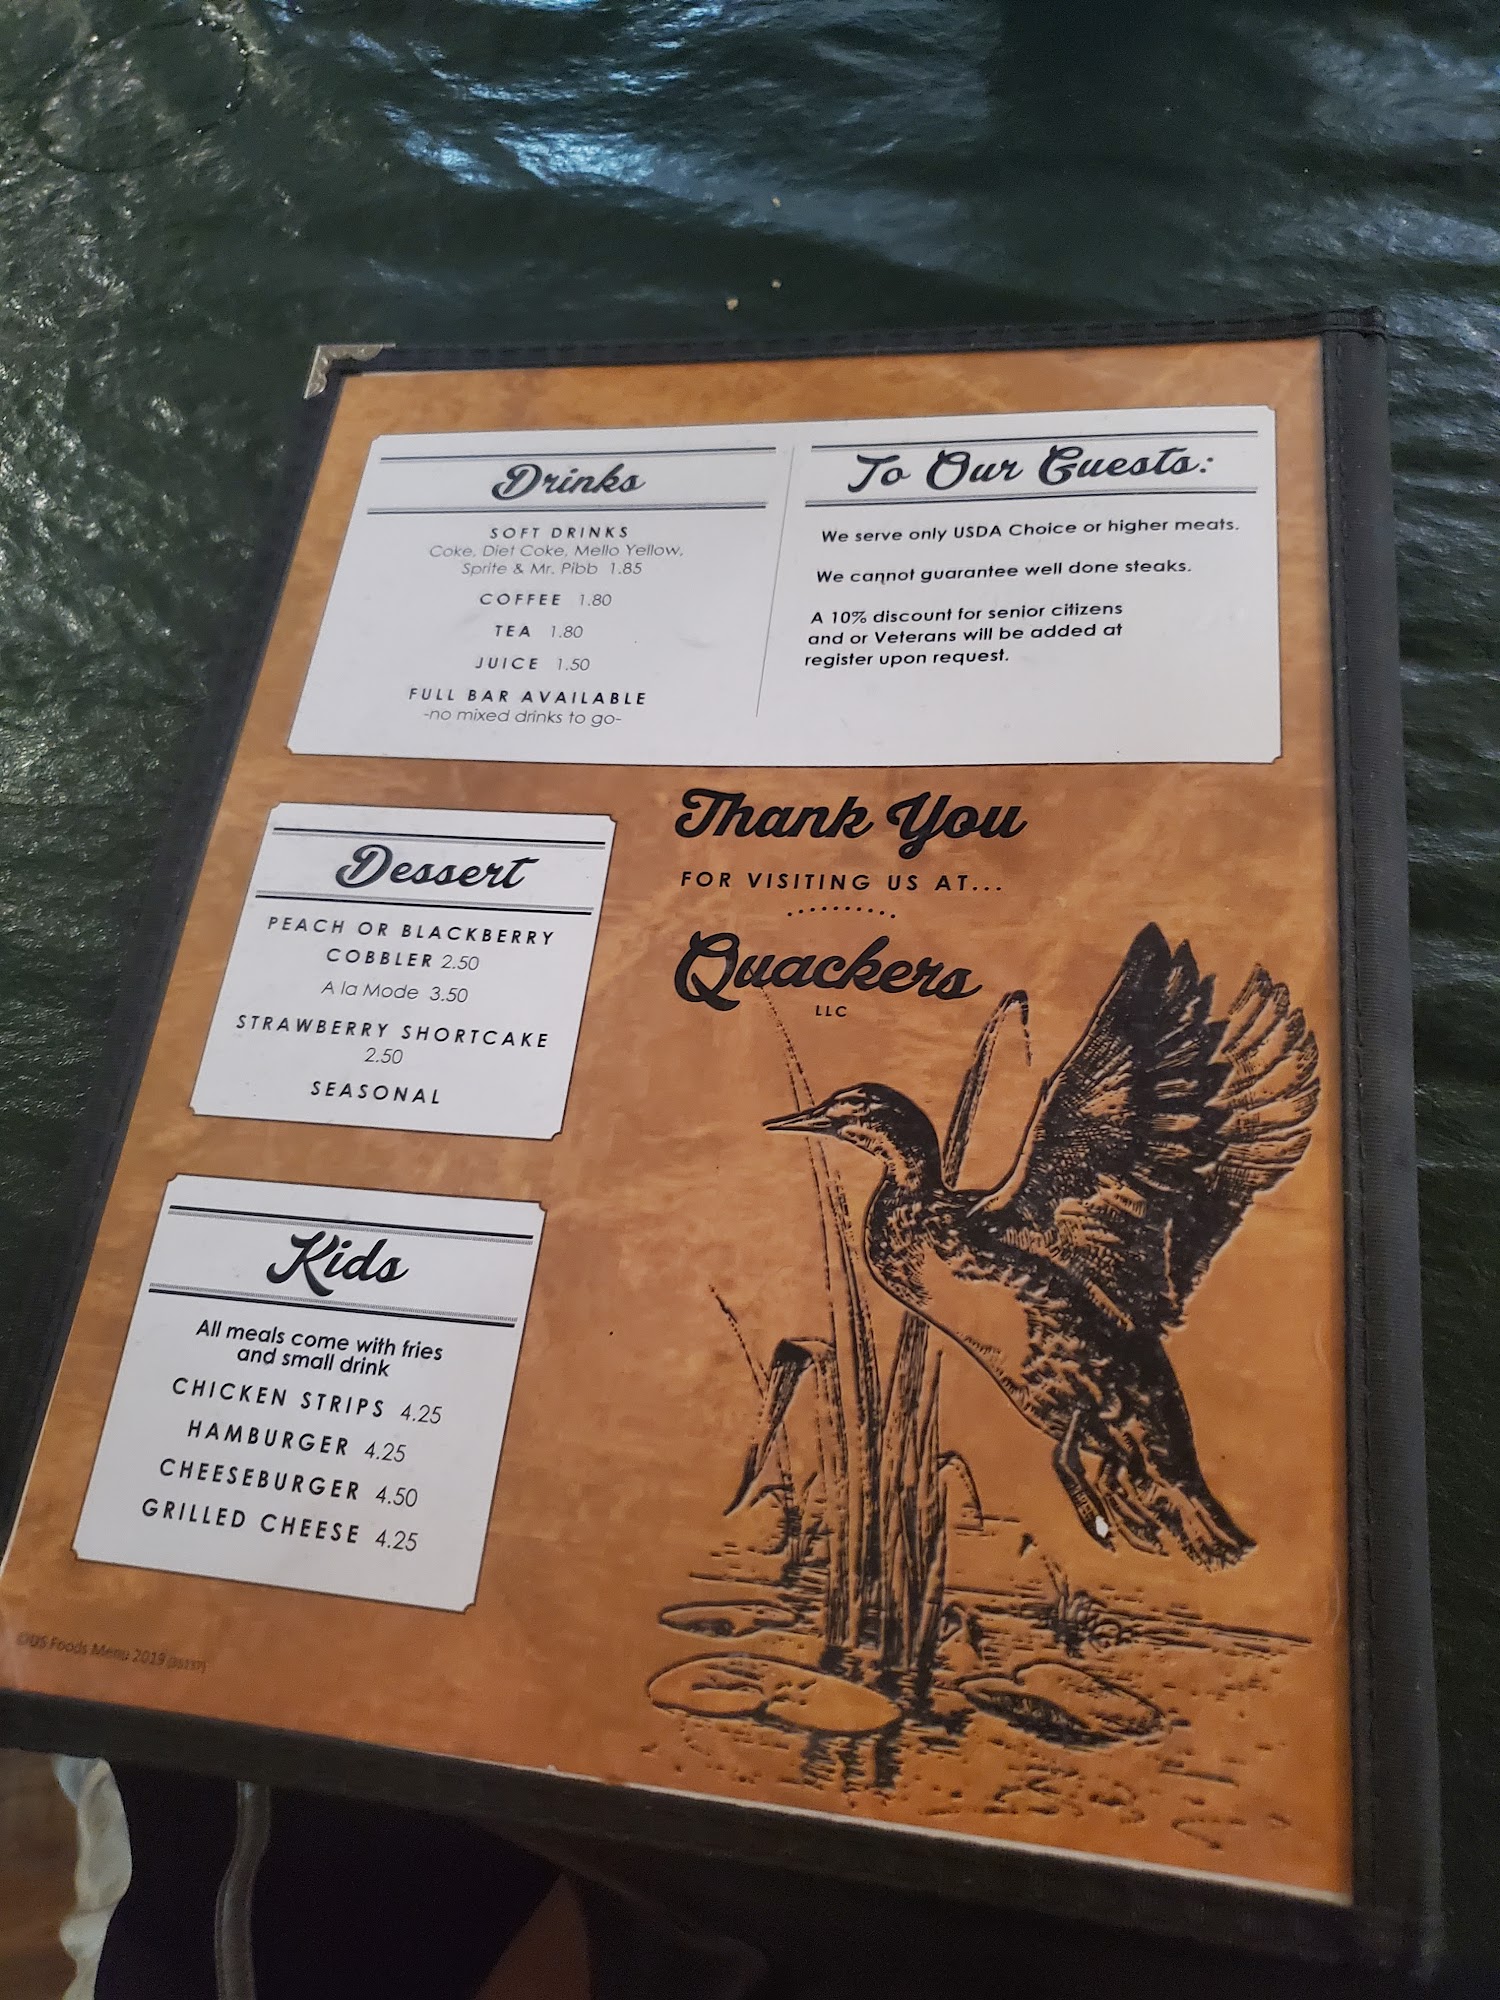 Drinks
SOFT DRINKS
Coke, Diet Coke, Mello Yellow,
Sprite & Mr. Pibb 1.85
COFFEE 1.80
TEA 1.80
JUICE 1.50
FULL BAR AVAILABLE
-no mixed drinks to go-
To Our Guests:
We serve only USDA Choice or higher meats.
We cannot guarantee well done steaks.
A 10% discount for senior citizens
and or Veterans will be added at
register upon request.
Dessert
PEACH OR BLACKBERRY
COBBLER 2.50
A la Mode 3.50
STRAWBERRY SHORTCAKE
2.50
SEASONAL
Thank You
FOR VISITING US AT...
Quackers
LLC
Kids
All meals come with fries
and small drink
CHICKEN STRIPS 4.25
HAMBURGER 4.25
CHEESEBURGER 4.50
GRILLED CHEESE 4.25
©US Foods Menu 2019